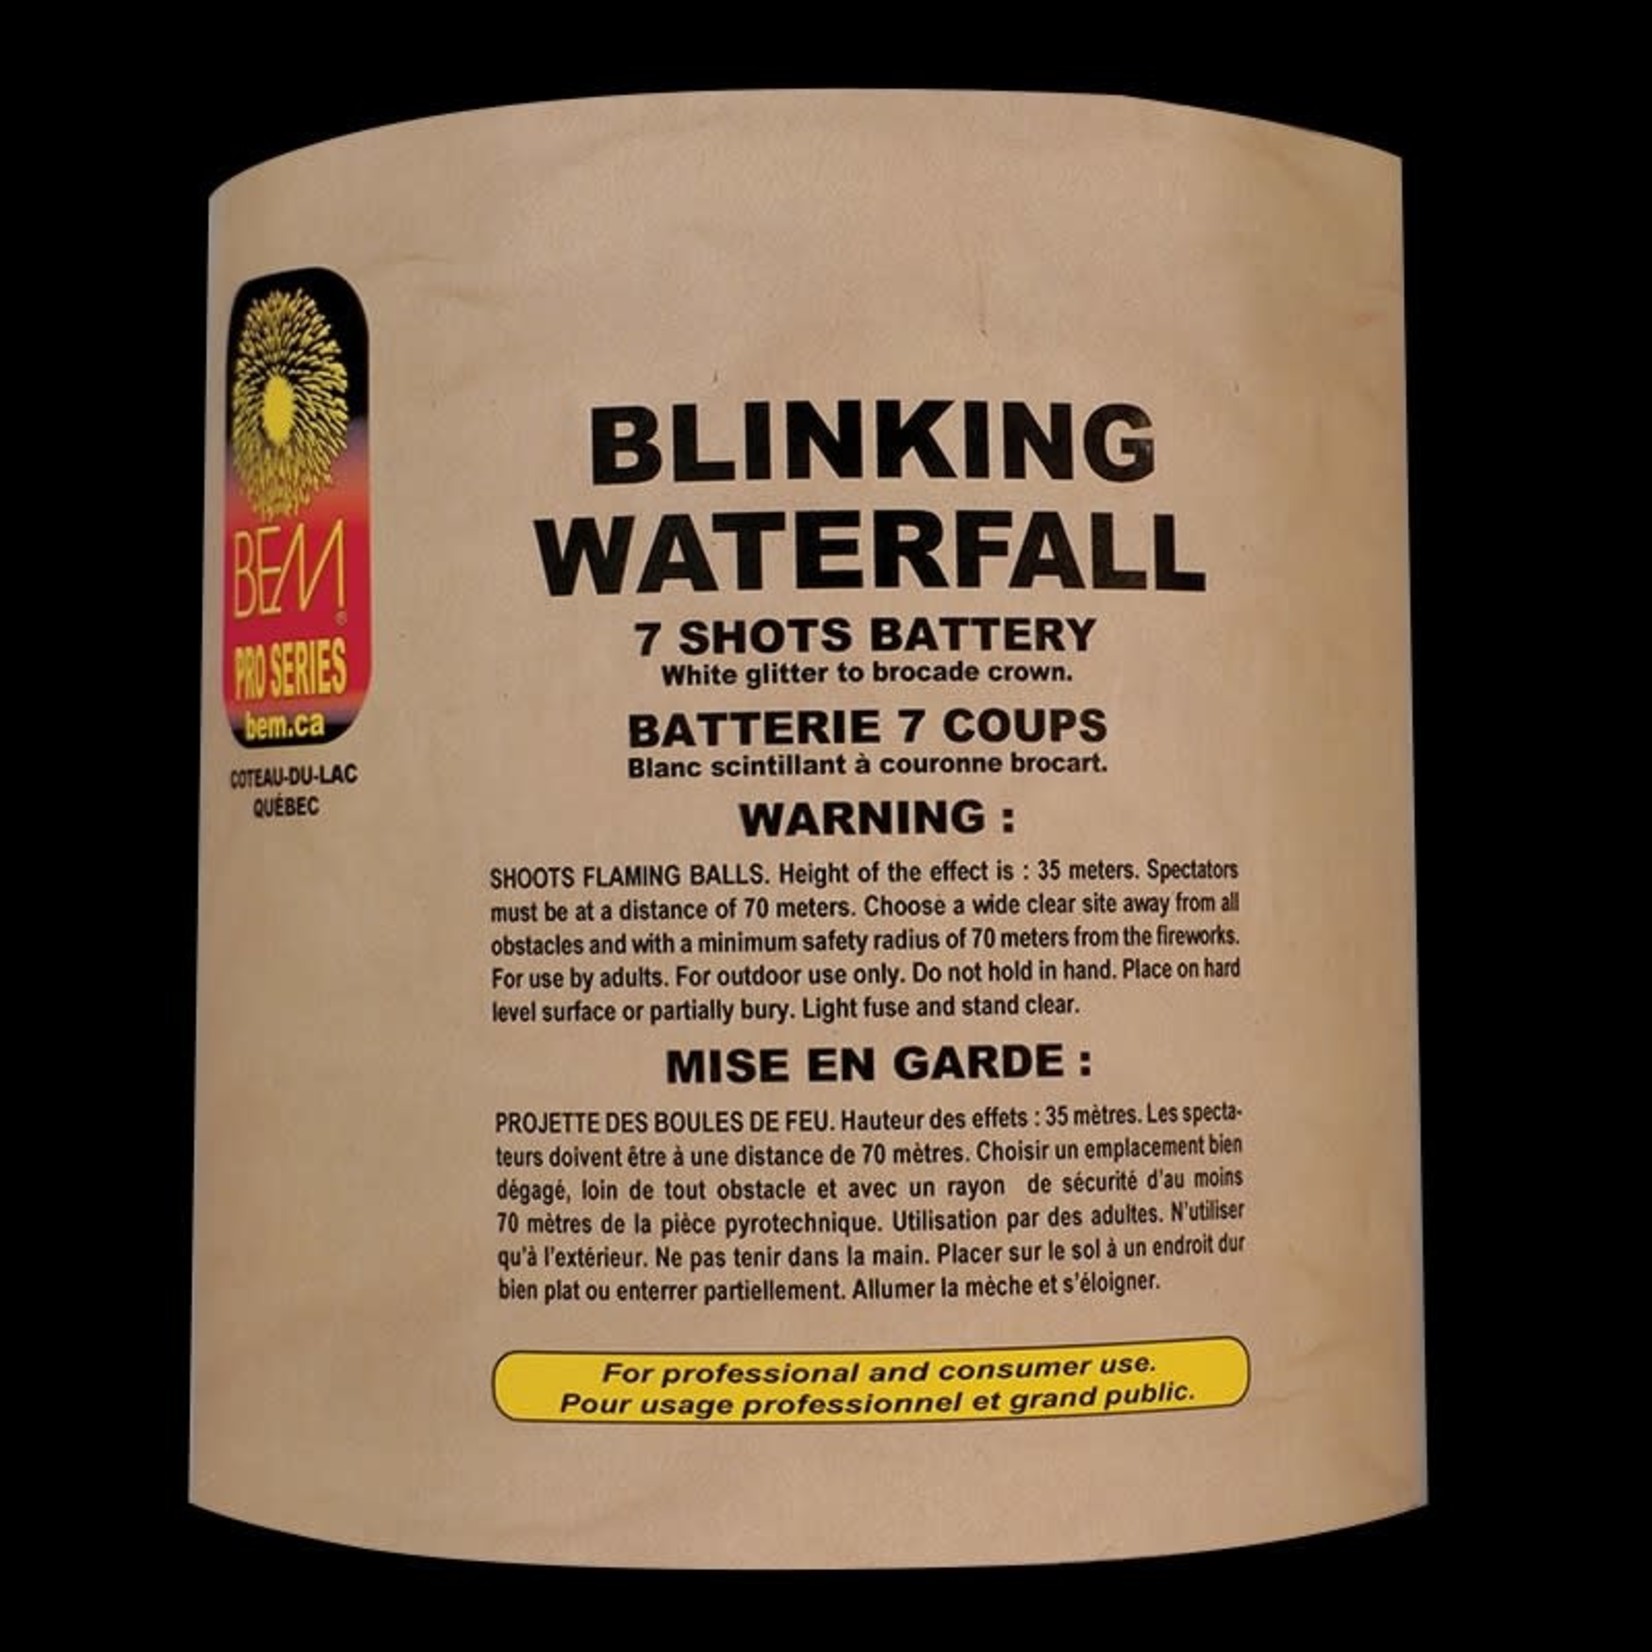 BEM®
PRO SERIES
bem.ca
COTEAU-DU-LAC
QUÉBEC
BLINKING
WATERFALL
7 SHOTS BATTERY
White glitter to brocade crown.
BATTERIE 7 COUPS
Blanc scintillant à couronne brocart.
WARNING :
SHOOTS FLAMING BALLS. Height of the effect is : 35 meters. Spectators
must be at a distance of 70 meters. Choose a wide clear site away from all
obstacles and with a minimum safety radius of 70 meters from the fireworks.
For use by adults. For outdoor use only. Do not hold in hand. Place on hard
level surface or partially bury. Light fuse and stand clear.
MISE EN GARDE :
PROJETTE DES BOULES DE FEU. Hauteur des effets : 35 mètres. Les specta-
teurs doivent être à une distance de 70 mètres. Choisir un emplacement bien
dégagé, loin de tout obstacle et avec un rayon de sécurité d'au moins
70 mètres de la pièce pyrotechnique. Utilisation par des adultes. N'utiliser
qu'à l'extérieur. Ne pas tenir dans la main. Placer sur le sol à un endroit dur
bien plat ou enterrer partiellement. Allumer la mèche et s'éloigner.
For professional and consumer use.
Pour usage professionnel et grand public.